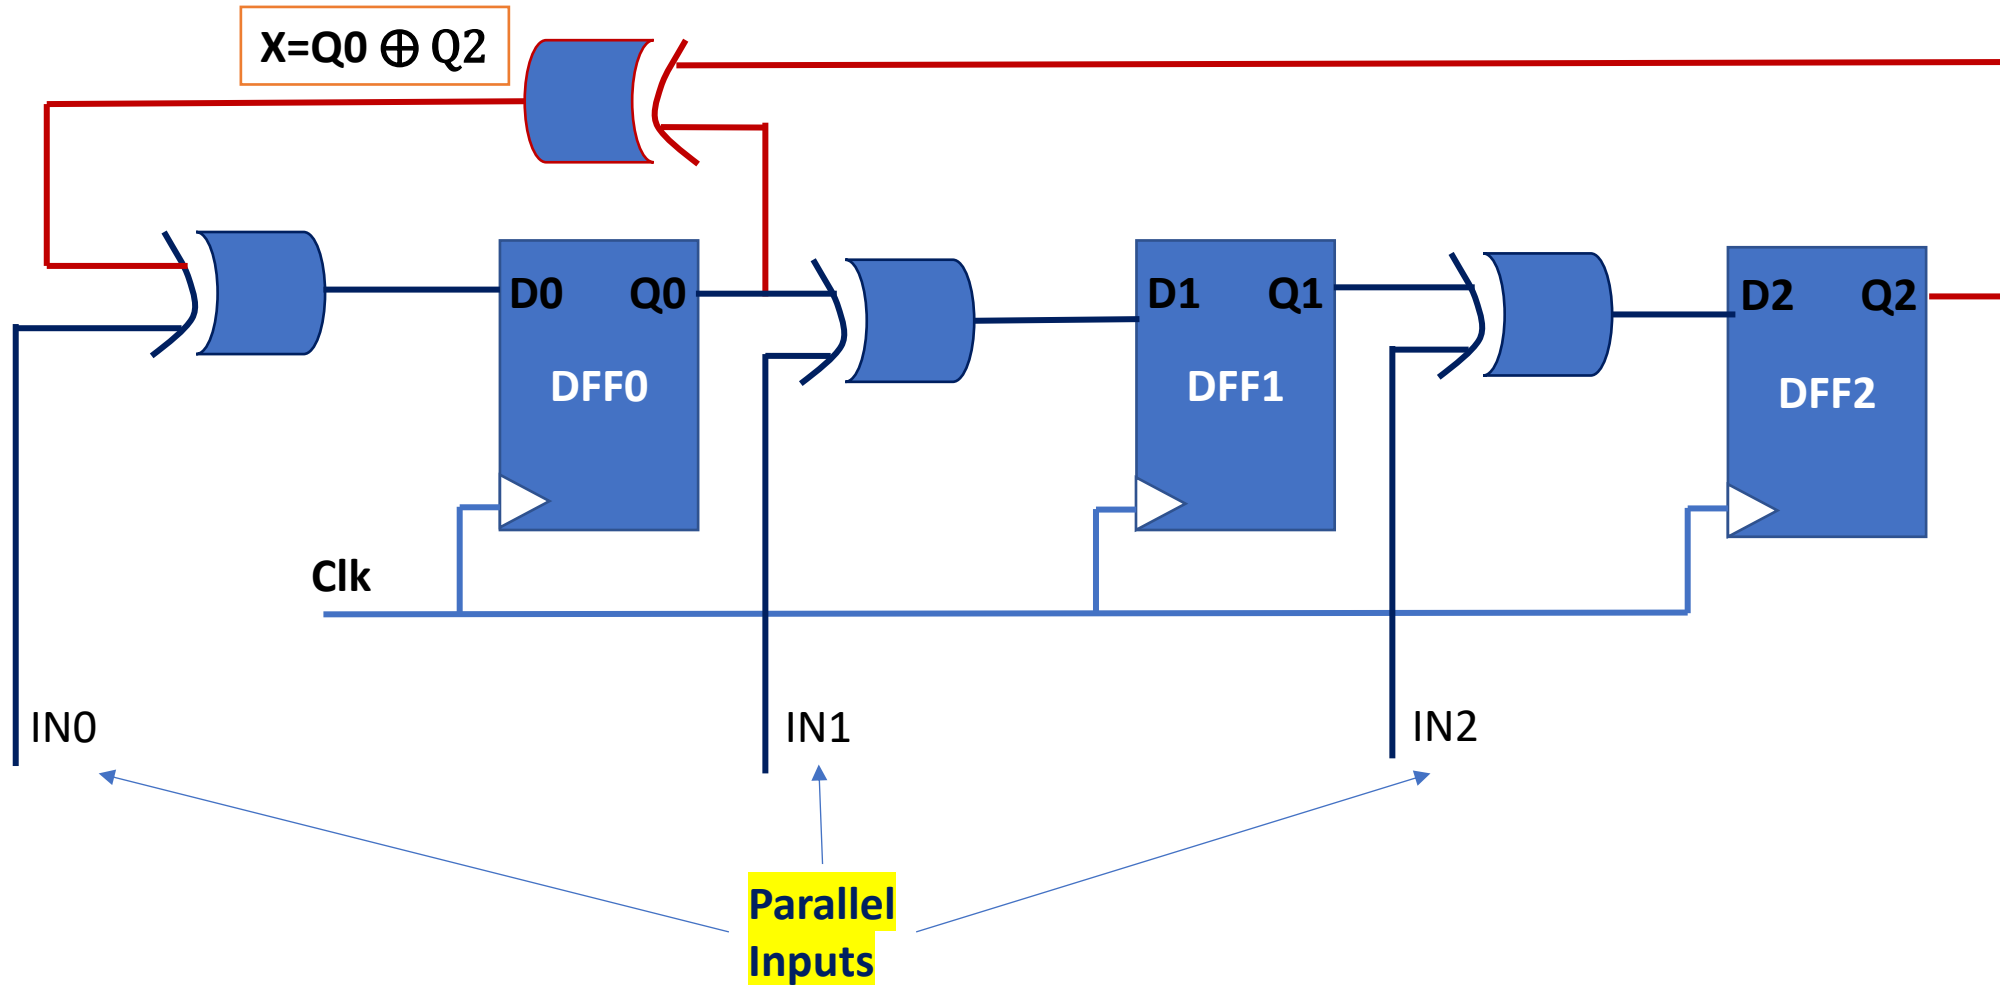 X=Q0 ⊕ Q2
D0 Q0
D1 Q1
D2 Q2
DFF0
DFF1
DFF2
Clk
IN0
IN1
IN2
Parallel
Inputs